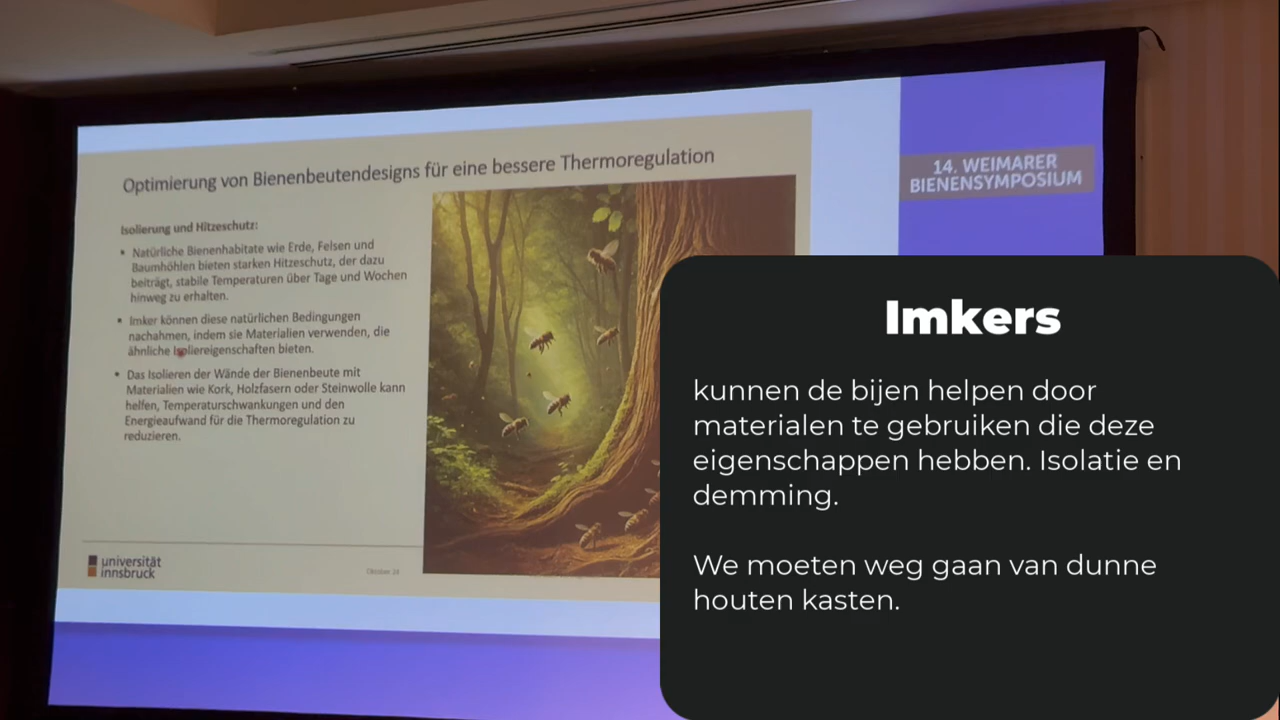 Optimierung von Bienenbeutendesigns für eine bessere Thermoregulation
Isolierung und Hitzeschutz:
• Natürliche Bienenhabitate wie Erde, Felsen und
Baumhöhlen bieten starken Hitzeschutz, der dazu
beiträgt, stabile Temperaturen über Tage und Wochen
hinweg zu erhalten.
• Imker können diese natürlichen Bedingungen
nachahmen, indem sie Materialien verwenden, die
ähnliche Isoliereigenschaften bieten.
• Das Isolieren der Wände der Bienenbeute mit
Materialien wie Kork, Holzfasern oder Steinwolle kann
helfen, Temperaturschwankungen und den
Energieaufwand für die Thermoregulation zu
reduzieren.
universität
innsbruck
Oktober 24
14. WEIMARER
BIENENSYMPOSIUM
Imkers
kunnen de bijen helpen door
materialen te gebruiken die deze
eigenschappen hebben. Isolatie en
demming.
We moeten weg gaan van dunne
houten kasten.